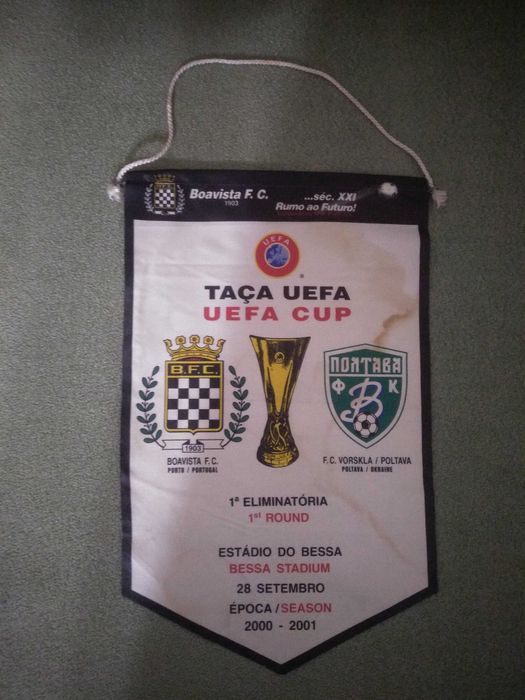 Boavista F. C.
1903
...séc. XXI
Rumo ao Futuro!
UEFA
TAÇA UEFA
UEFA CUP
B.F.C.
1903
BOAVISTA F. C.
PORTO / PORTUGAL
ПОЛТАВА
Ф К
В
F. C. VORSKLA / POLTAVA
POLTAVA / UKRAINE
1ª ELIMINATÓRIA
1st ROUND
ESTÁDIO DO BESSA
BESSA STADIUM
28 SETEMBRO
ÉPOCA / SEASON
2000 - 2001